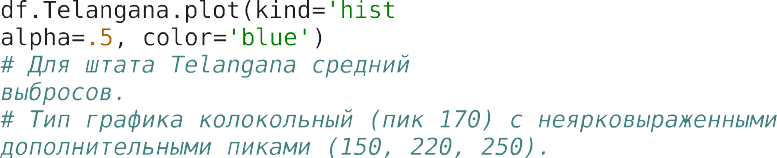 df.Telangana.plot(kind='hist
alpha=.5, color='blue')
# Для штата Telangana средний
выбросов.
# Тип графика колокольный (пик 170) с неярковыраженными
дополнительными пиками (150, 220, 250).